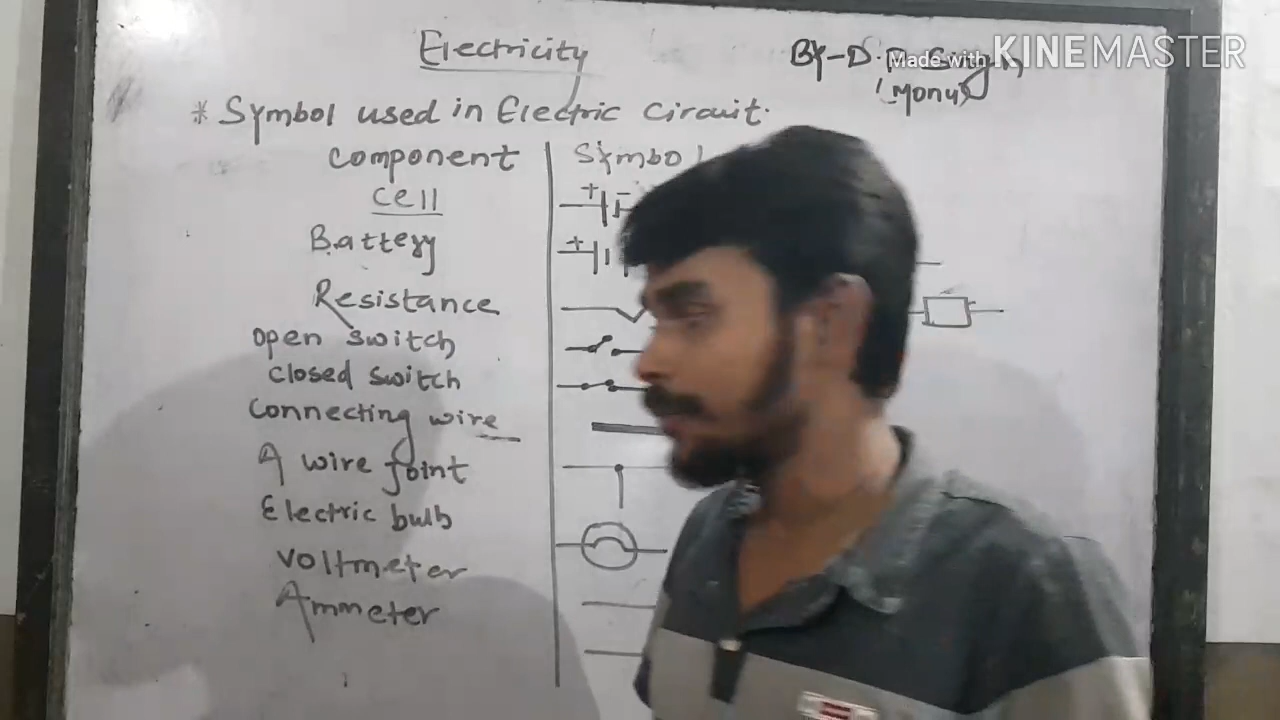 Electricity
BY-D. P. Singh
(Monu)
Made with KINEMASTER
* Symbol used in Electric Circuit.
Component Symbol
Cell + -
Battery +
Resistance
Open switch
Closed switch
Connecting wire
A wire joint
Electric bulb
Voltmeter
Ammeter